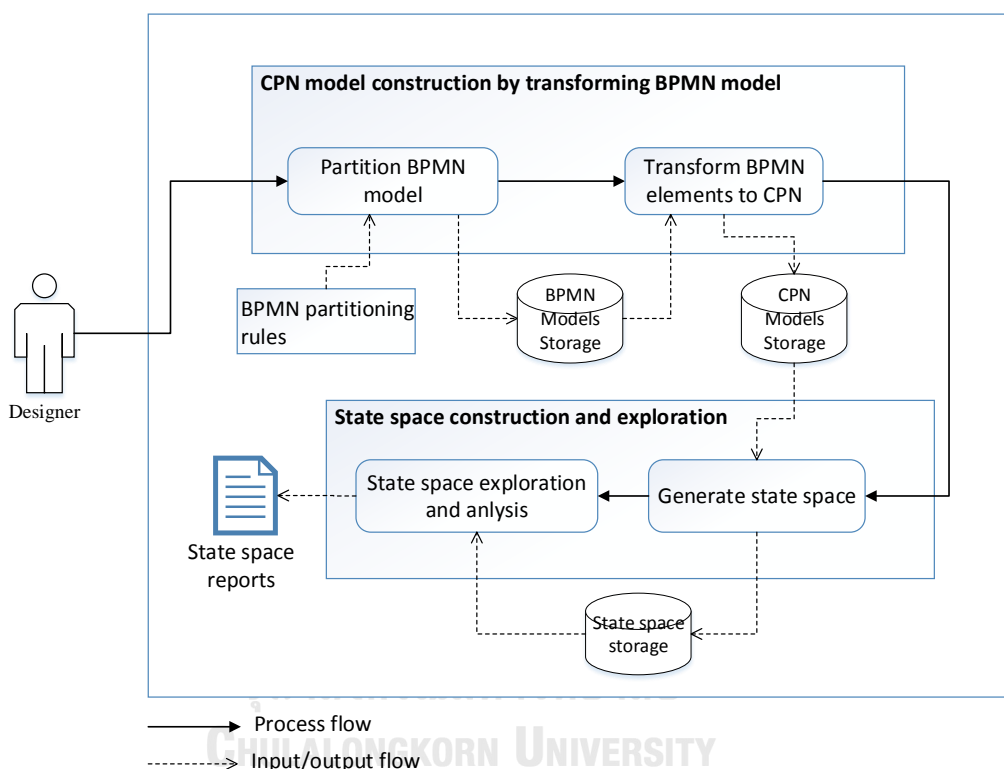 CPN model construction by transforming BPMN model
Partition BPMN
model
Transform BPMN
elements to CPN
BPMN partitioning
rules
BPMN
Models
Storage
CPN
Models
Storage
Designer
State space construction and exploration
State space exploration
and anlysis
Generate state space
State space
reports
State space
storage
Process flow
CHULALONGKORN UNIVERSITY
Input/output flow